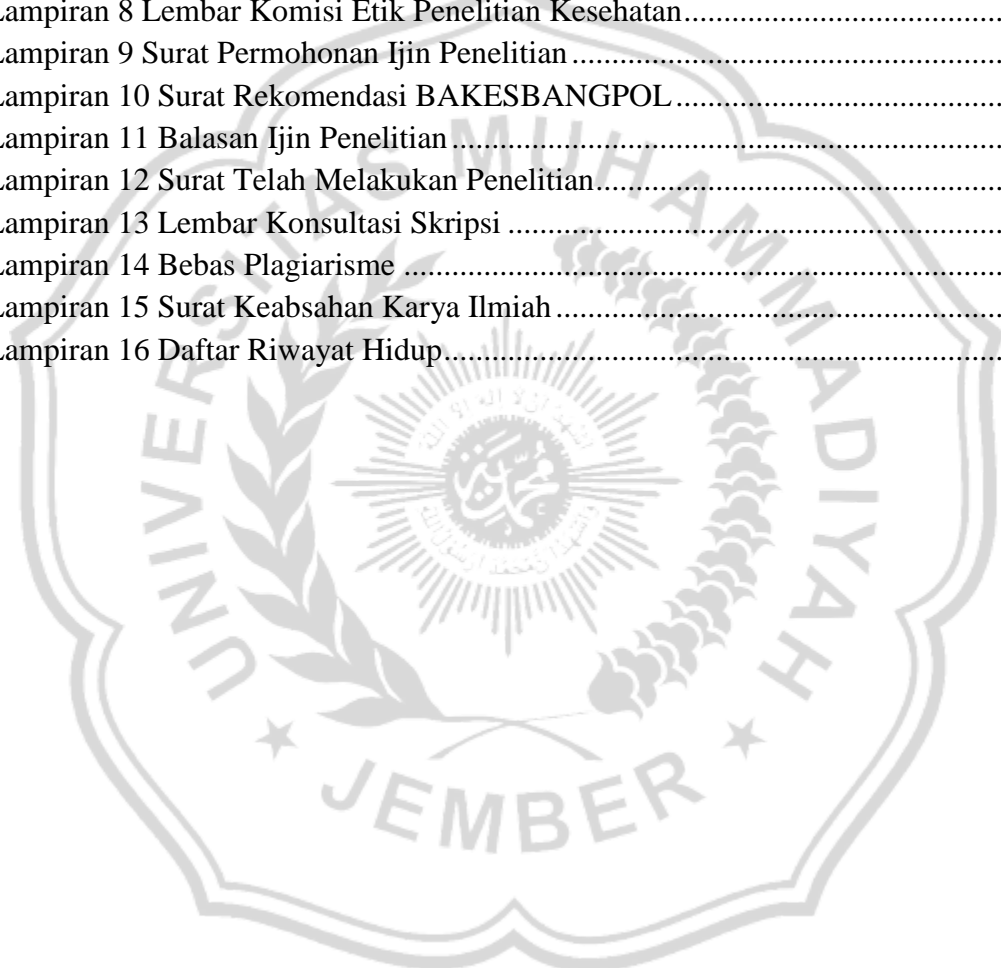 Lampiran 8 Lembar Komisi Etik Penelitian Kesehatan........................................
Lampiran 9 Surat Permohonan Ijin Penelitian......................................................
Lampiran 10 Surat Rekomendasi BAKESBANGPOL.........................................
Lampiran 11 Balasan Ijin Penelitian.....................................................................
Lampiran 12 Surat Telah Melakukan Penelitian...................................................
Lampiran 13 Lembar Konsultasi Skripsi..............................................................
Lampiran 14 Bebas Plagiarisme...........................................................................
Lampiran 15 Surat Keabsahan Karya Ilmiah........................................................
Lampiran 16 Daftar Riwayat Hidup......................................................................
UNIVERSITAS MUHAMMADIYAH
JEMBER